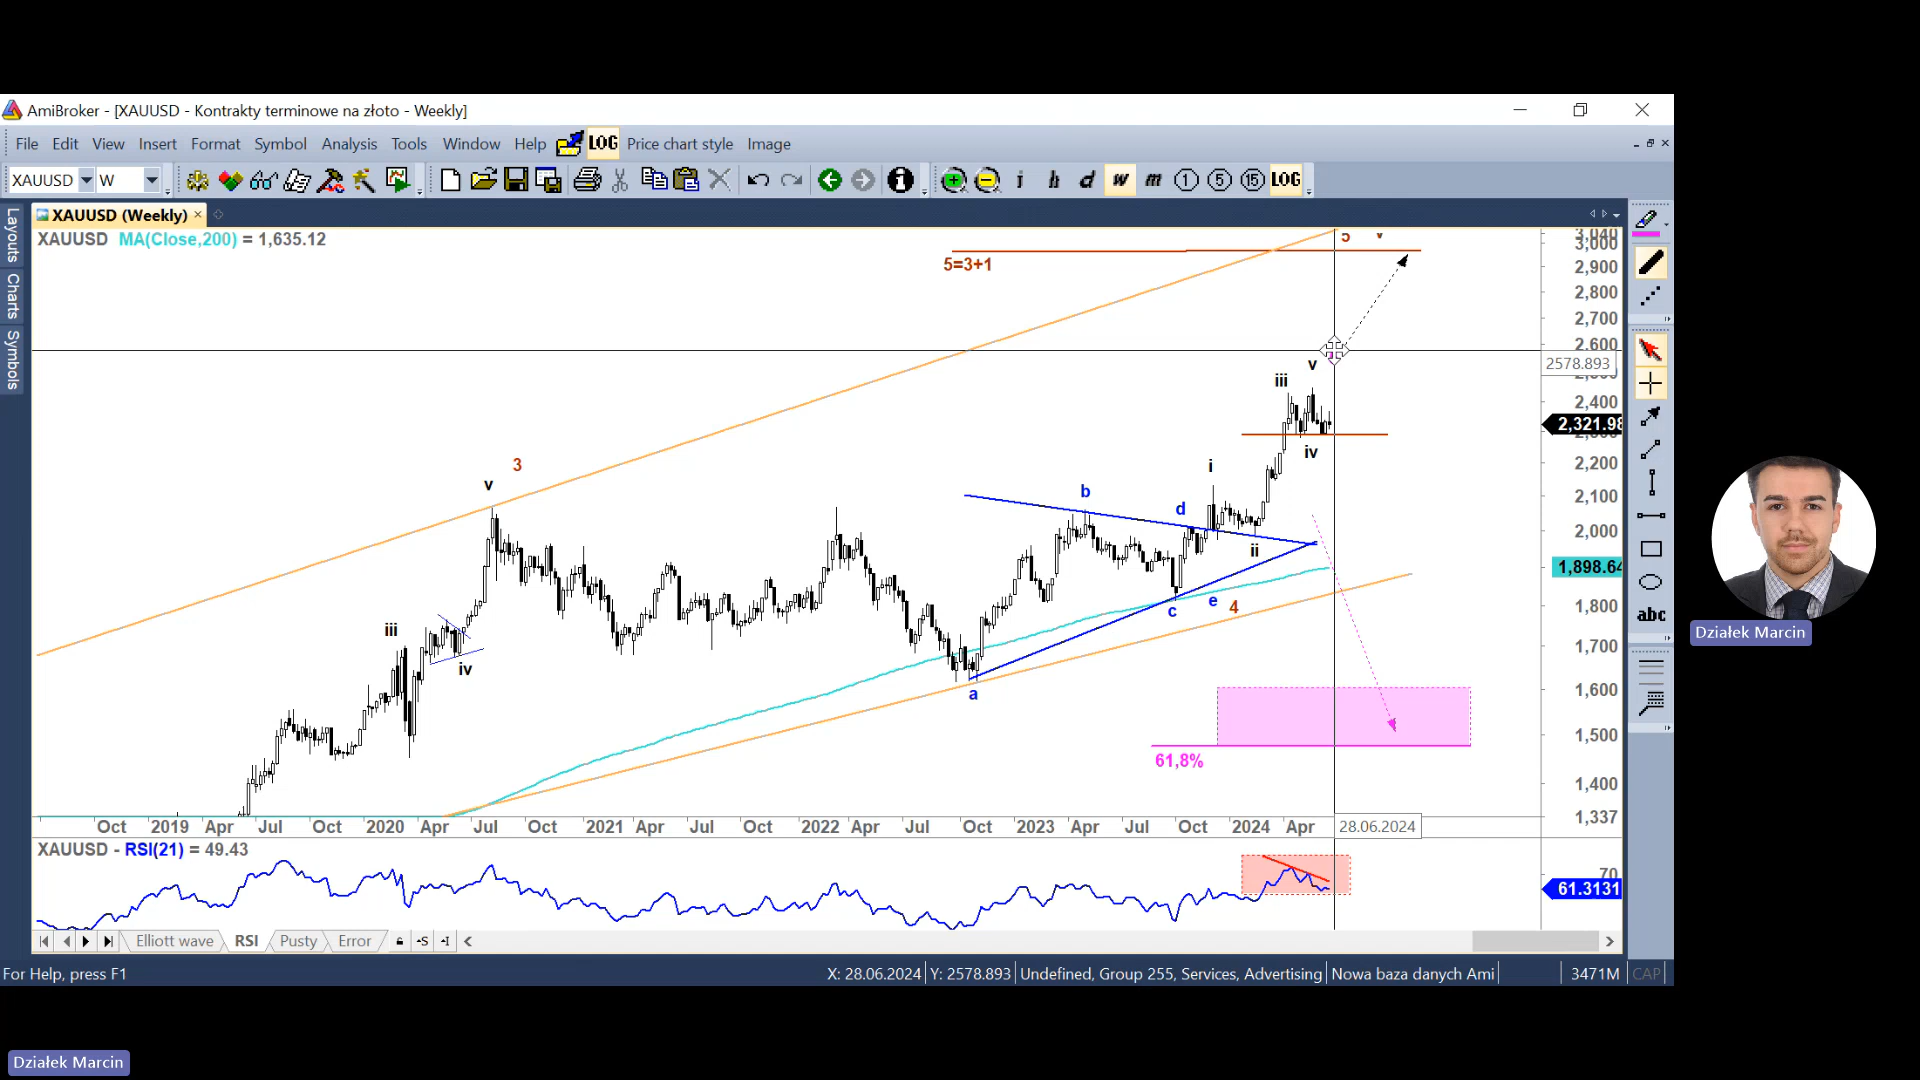 AmiBroker - [XAUUSD - Kontrakty terminowe na złoto - Weekly]
File Edit View Insert Format Symbol Analysis Tools Window Help LOG Price chart style Image
XAUUSD W i h d w m 1 5 15 LOG
Layouts
Charts
Symbols
XAUUSD (Weekly)
XAUUSD MA(Close,200) = 1,635.12
5=3+1
5 v
3,040
3,000
2,900
2,800
2,700
2,600
2578.893
2,400
2,321.98
2,200
2,100
2,000
1,898.64
1,800
1,700
1,600
1,500
1,400
1,337
v
iii
iv
i
ii
3
v
iii
iv
b
d
a
c
e
4
61,8%
Oct 2019 Apr Jul Oct 2020 Apr Jul Oct 2021 Apr Jul Oct 2022 Apr Jul Oct 2023 Apr Jul Oct 2024 Apr 28.06.2024
XAUUSD - RSI(21) = 49.43
70
61.3131
abc
Elliott wave RSI Pusty Error
For Help, press F1
X: 28.06.2024 Y: 2578.893 Undefined, Group 255, Services, Advertising Nowa baza danych Ami 3471M CAP
Działek Marcin
Działek Marcin